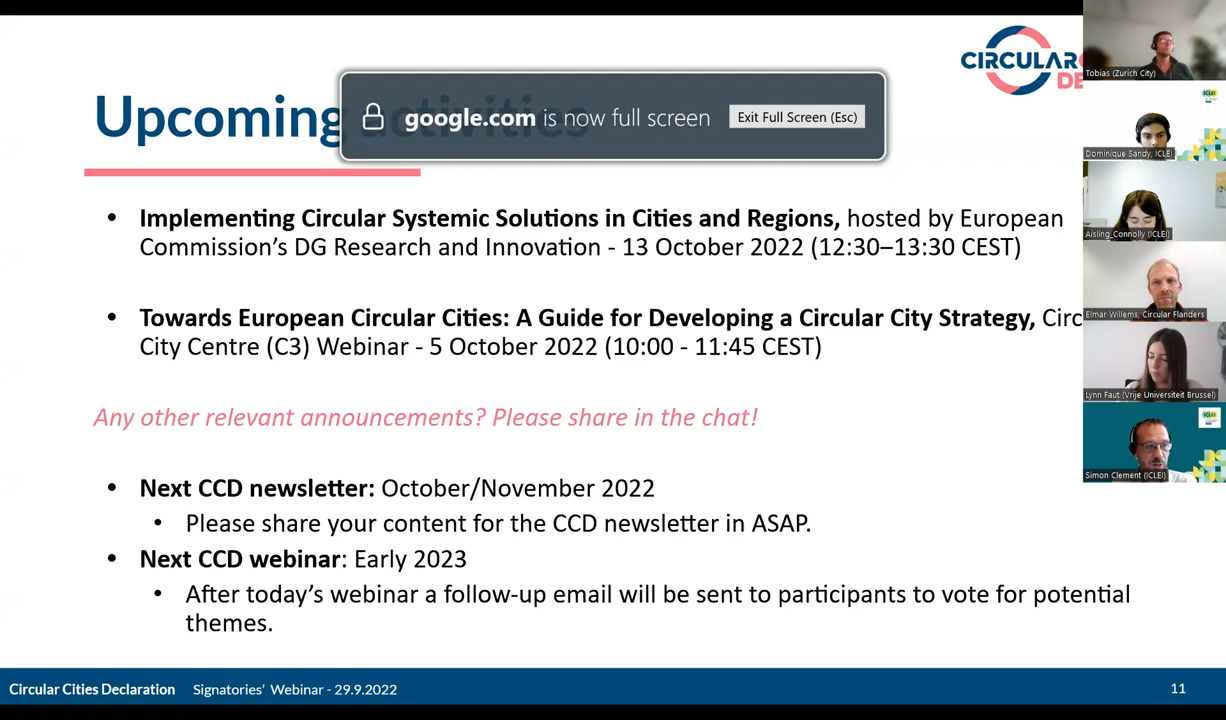 CIRCULAR
DE
Upcoming activities
google.com is now full screen
Exit Full Screen (Esc)
• Implementing Circular Systemic Solutions in Cities and Regions, hosted by European
Commission's DG Research and Innovation - 13 October 2022 (12:30–13:30 CEST)
• Towards European Circular Cities: A Guide for Developing a Circular City Strategy, Circ
City Centre (C3) Webinar - 5 October 2022 (10:00 - 11:45 CEST)
Any other relevant announcements? Please share in the chat!
• Next CCD newsletter: October/November 2022
• Please share your content for the CCD newsletter in ASAP.
• Next CCD webinar: Early 2023
• After today's webinar a follow-up email will be sent to participants to vote for potential
themes.
Circular Cities Declaration Signatories' Webinar - 29.9.2022
11
Tobias (Zurich City)
ICLEI
Dominique Sandy, ICLEI
Aisling_Connolly (ICLEI)
Elmar Willems, Circular Flanders
Lynn Faut (Vrije Universiteit Brussel)
ICLEI
Simon Clement (ICLEI)